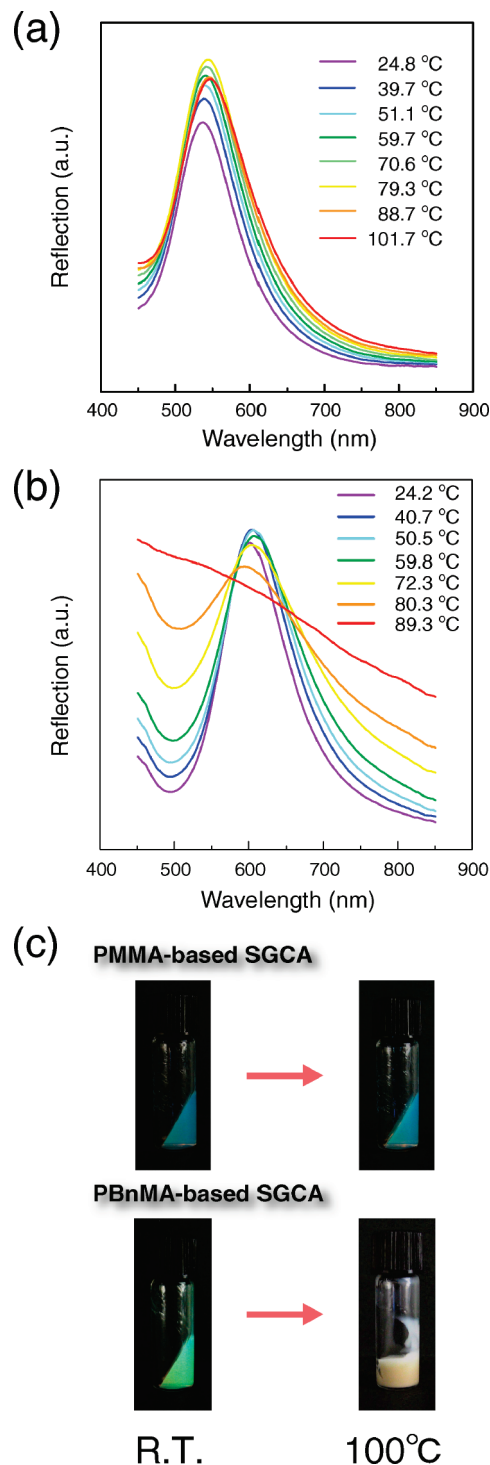 (a)
Reflection (a.u.)
24.8 °C
39.7 °C
51.1 °C
59.7 °C
70.6 °C
79.3 °C
88.7 °C
101.7 °C
400 500 600 700 800 900
Wavelength (nm)
(b)
Reflection (a.u.)
24.2 °C
40.7 °C
50.5 °C
59.8 °C
72.3 °C
80.3 °C
89.3 °C
400 500 600 700 800 900
Wavelength (nm)
(c)
PMMA-based SGCA
PBnMA-based SGCA
R.T. 100°C